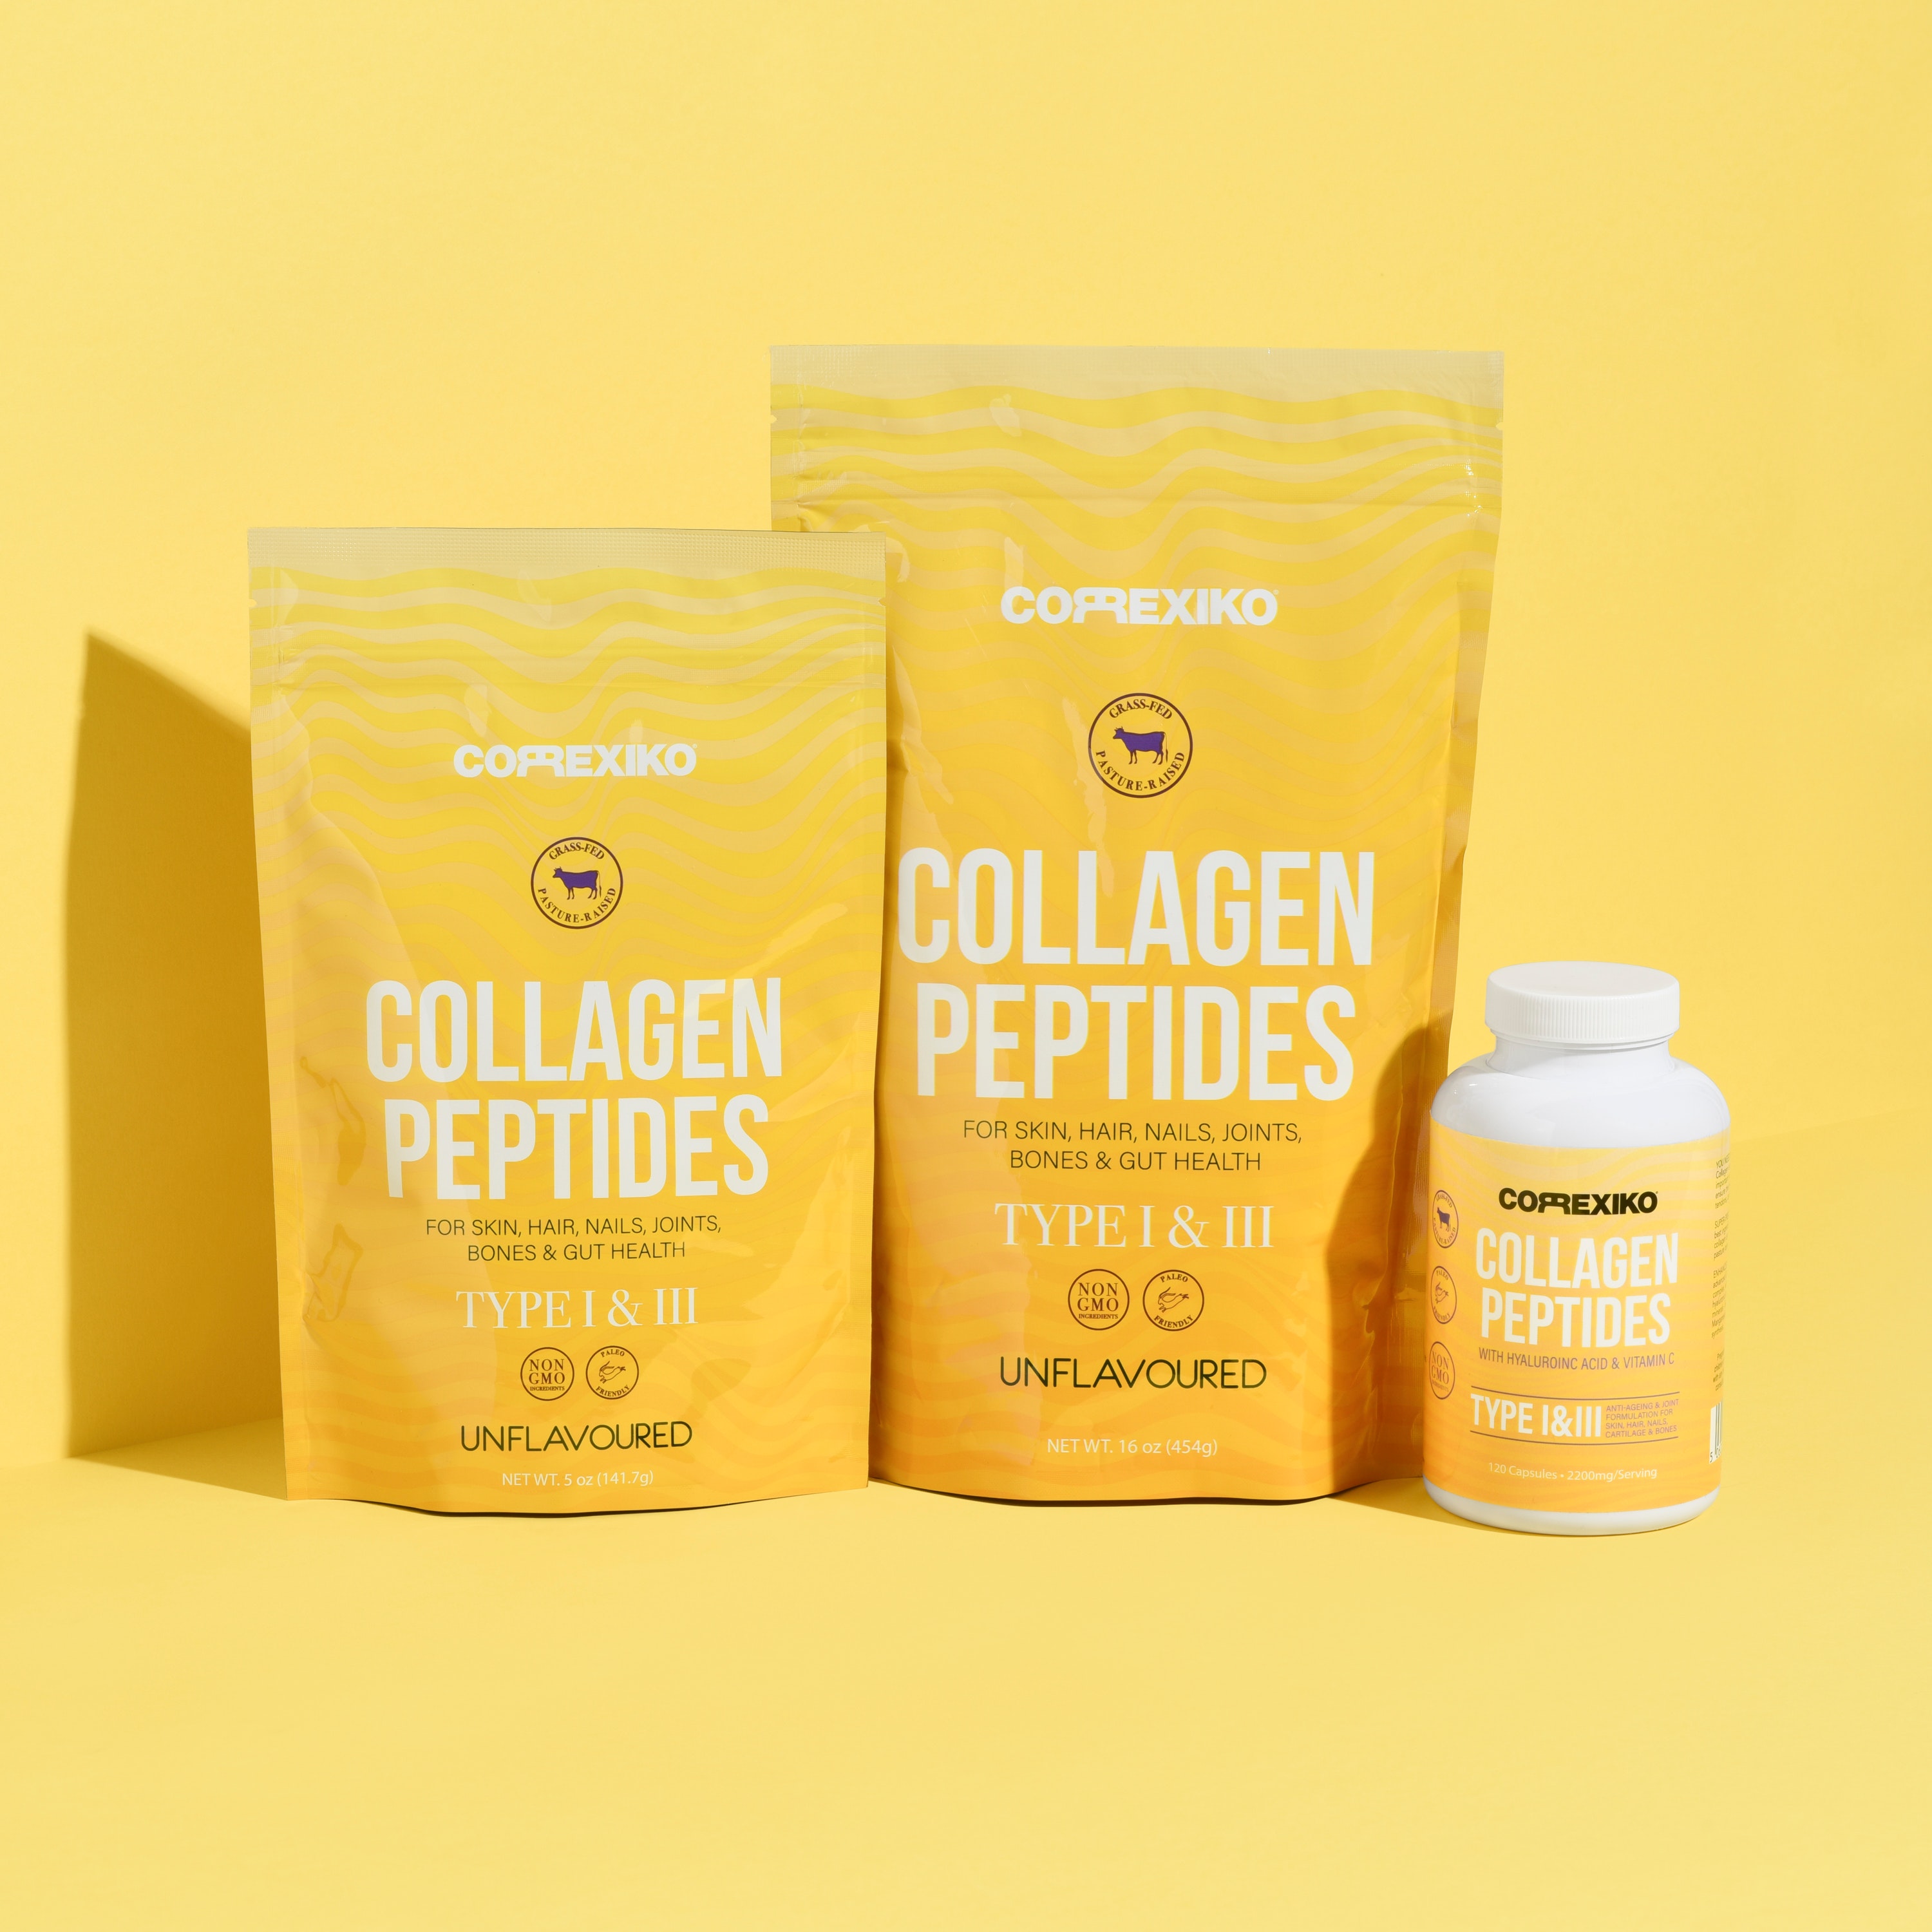 CORREXIKO
GRASS-FED
PASTURE-RAISED
COLLAGEN
PEPTIDES
FOR SKIN, HAIR, NAILS, JOINTS,
BONES & GUT HEALTH
TYPE I & III
NON
GMO
INGREDIENTS
PALEO
FRIENDLY
UNFLAVOURED
NET WT. 5 oz (141.7g)
CORREXIKO
GRASS-FED
PASTURE-RAISED
COLLAGEN
PEPTIDES
FOR SKIN, HAIR, NAILS, JOINTS,
BONES & GUT HEALTH
TYPE I & III
NON
GMO
INGREDIENTS
PALEO
FRIENDLY
UNFLAVOURED
NET WT. 16 oz (454g)
CORREXIKO
COLLAGEN
PEPTIDES
WITH HYALUROINC ACID & VITAMIN C
TYPE I&III
ANTI-AGEING & JOINT
FORMULATION FOR
SKIN, HAIR, NAILS,
CARTILAGE & BONES
120 Capsules • 2200mg/Serving
NON
GMO